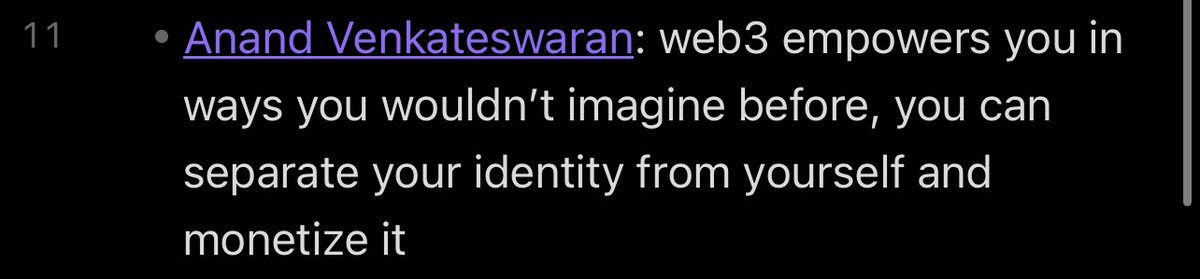 11 • Anand Venkateswaran: web3 empowers you in
ways you wouldn’t imagine before, you can
separate your identity from yourself and
monetize it